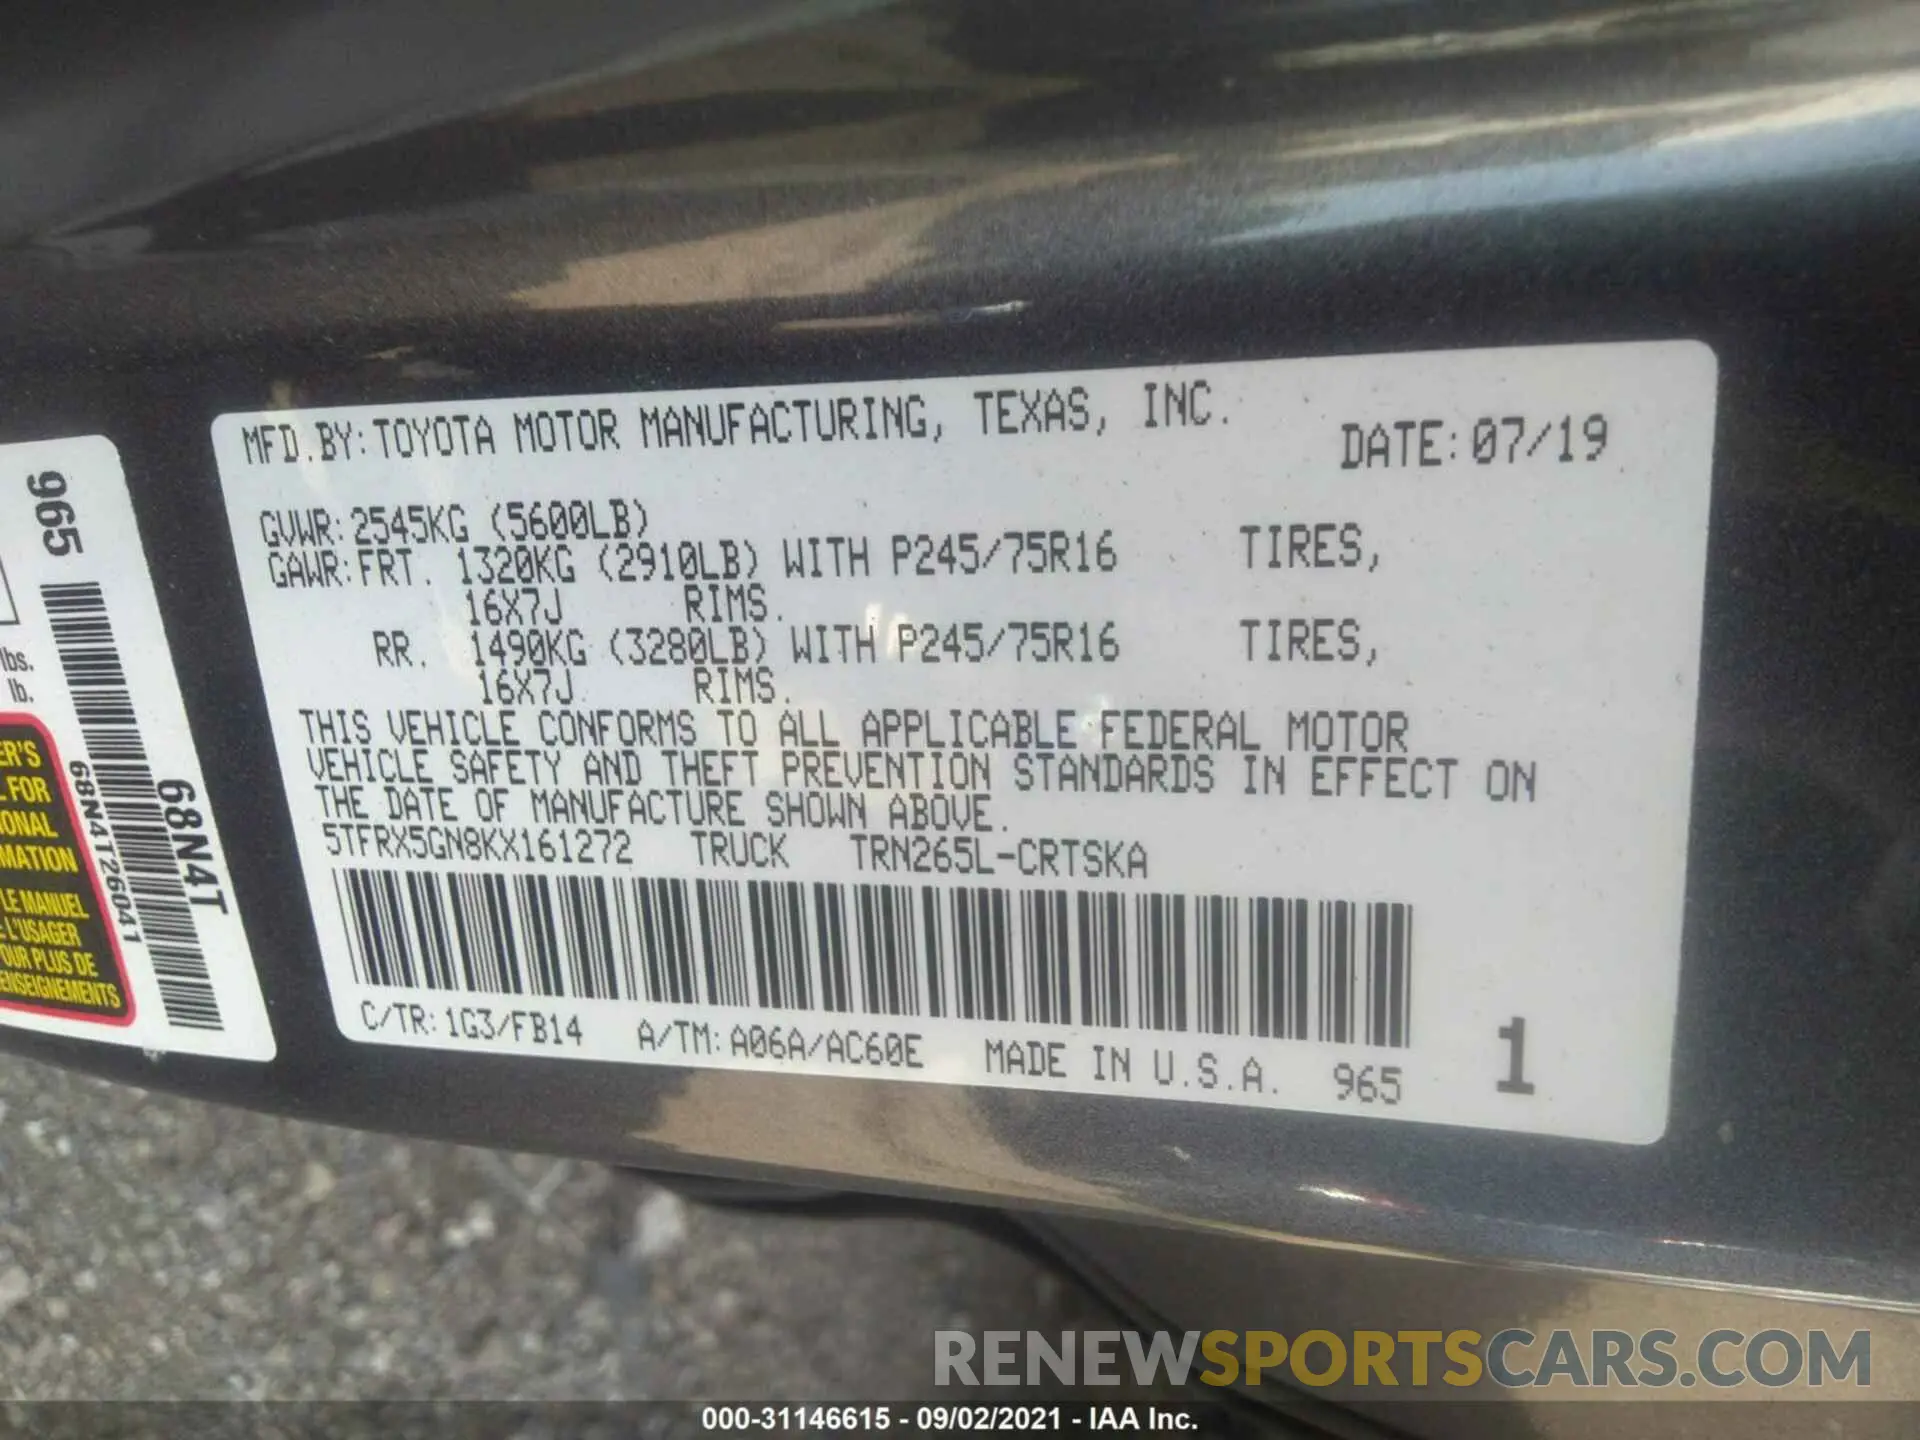 MFD.BY:TOYOTA MOTOR MANUFACTURING, TEXAS, INC.
DATE:07/19
GVWR:2545KG (5600LB)
GAWR:FRT. 1320KG (2910LB) WITH P245/75R16 TIRES,
16X7J RIMS.
RR. 1490KG (3280LB) WITH P245/75R16 TIRES,
16X7J RIMS.
THIS VEHICLE CONFORMS TO ALL APPLICABLE FEDERAL MOTOR
VEHICLE SAFETY AND THEFT PREVENTION STANDARDS IN EFFECT ON
THE DATE OF MANUFACTURE SHOWN ABOVE.
5TFRX5GN8KX161272 TRUCK TRN265L-CRTSKA
C/TR:1G3/FB14 A/TM:A06A/AC60E MADE IN U.S.A. 965
1
965
68N4T26041
68N4T
lbs.
lb.
ER'S
L FOR
IONAL
MATION
LE MANUEL
L'USAGER
OUR PLUS DE
ENSEIGNEMENTS
RENEWSPORTSCARS.COM
000-31146615 - 09/02/2021 - IAA Inc.